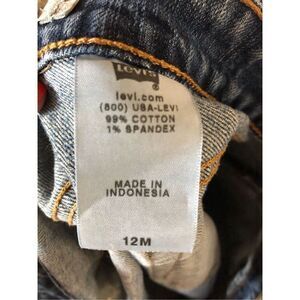 Levi's
levi.com
(800) USA-LEVI
99% COTTON
1% SPANDEX
MADE IN
INDONESIA
12M